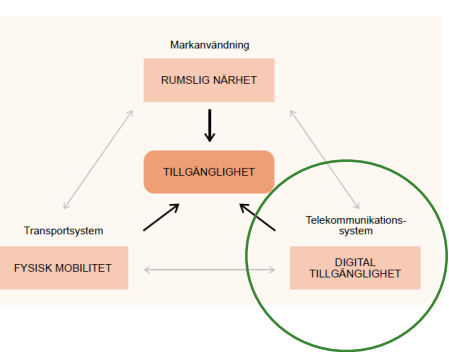 Markanvändning
RUMSLIG NÄRHET
TILLGÄNGLIGHET
Transportsystem
FYSISK MOBILITET
Telekommunikations-
system
DIGITAL
TILLGÄNGLIGHET